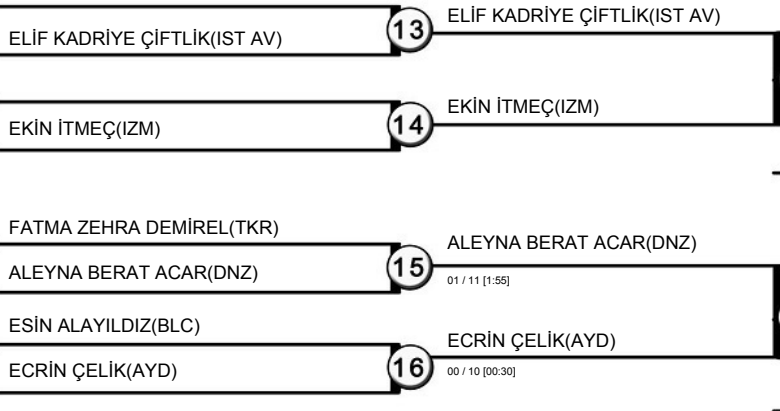 ELİF KADRİYE ÇİFTLİK(IST AV)
13
ELİF KADRİYE ÇİFTLİK(IST AV)
EKİN İTMEÇ(IZM)
14
EKİN İTMEÇ(IZM)
FATMA ZEHRA DEMİREL(TKR)
ALEYNA BERAT ACAR(DNZ)
15
ALEYNA BERAT ACAR(DNZ)
01 / 11 [1:55]
ESİN ALAYILDIZ(BLC)
ECRİN ÇELİK(AYD)
16
ECRİN ÇELİK(AYD)
00 / 10 [00:30]